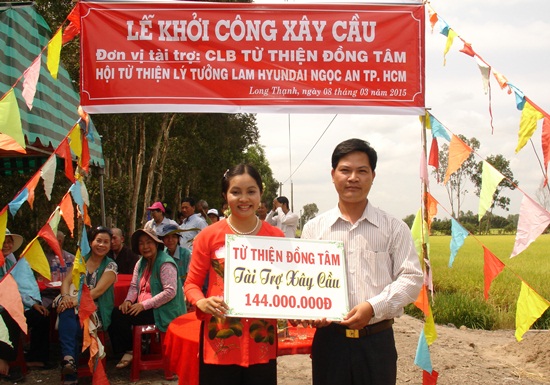 LỄ KHỞI CÔNG XÂY CẦU
Đơn vị tài trợ: CLB TỪ THIỆN ĐỒNG TÂM
HỘI TỪ THIỆN LÝ TƯỞNG LAM HYUNDAI NGỌC AN TP. HCM
Long Thạnh, ngày 08 tháng 03 năm 2015
TỪ THIỆN ĐỒNG TÂM
Tài Trợ Xây Cầu
144.000.000Đ